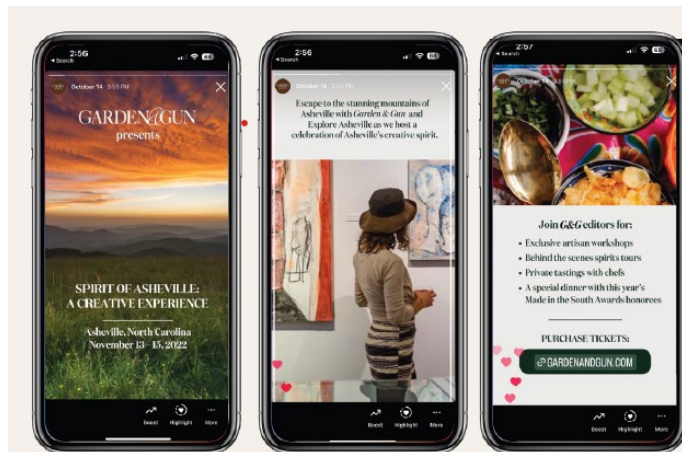 2:56
Search
October 14 3:56 PM
GARDEN&GUN
presents
SPIRIT OF ASHEVILLE:
A CREATIVE EXPERIENCE
Asheville, North Carolina
November 13–15, 2022
Boost Highlight More
2:56
Search
October 14
Escape to the stunning mountains of
Asheville with Garden & Gun and
Explore Asheville as we host a
celebration of Asheville's creative spirit.
Boost Highlight More
2:57
Search
October
Join G&G editors for:
• Exclusive artisan workshops
• Behind the scenes spirits tours
• Private tastings with chefs
• A special dinner with this year's
Made in the South Awards honorees
PURCHASE TICKETS:
GARDENANDGUN.COM
Boost Highlight More